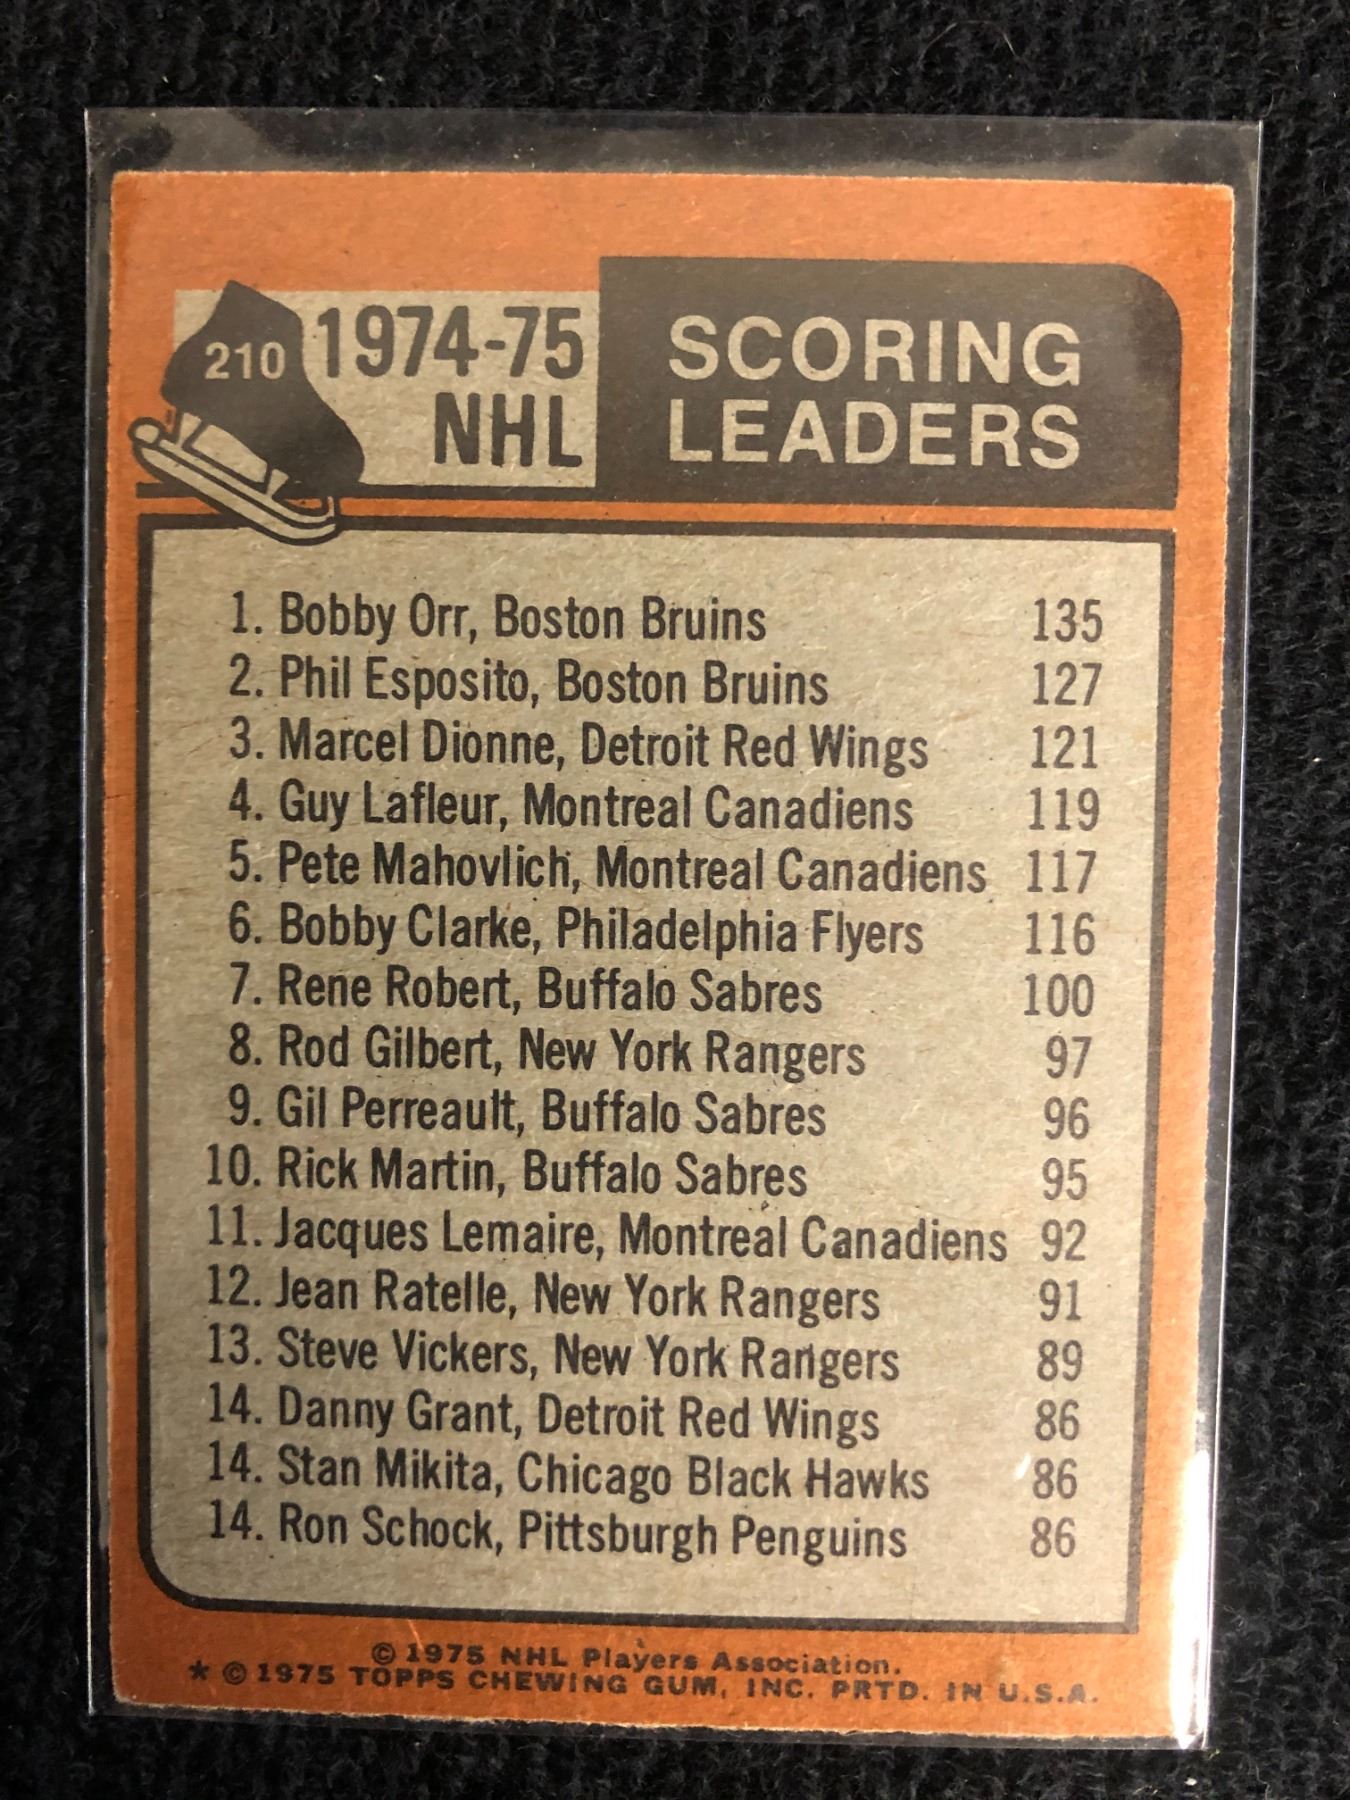 210
1974-75
NHL
SCORING
LEADERS
1. Bobby Orr, Boston Bruins 135
2. Phil Esposito, Boston Bruins 127
3. Marcel Dionne, Detroit Red Wings 121
4. Guy Lafleur, Montreal Canadiens 119
5. Pete Mahovlich, Montreal Canadiens 117
6. Bobby Clarke, Philadelphia Flyers 116
7. Rene Robert, Buffalo Sabres 100
8. Rod Gilbert, New York Rangers 97
9. Gil Perreault, Buffalo Sabres 96
10. Rick Martin, Buffalo Sabres 95
11. Jacques Lemaire, Montreal Canadiens 92
12. Jean Ratelle, New York Rangers 91
13. Steve Vickers, New York Rangers 89
14. Danny Grant, Detroit Red Wings 86
14. Stan Mikita, Chicago Black Hawks 86
14. Ron Schock, Pittsburgh Penguins 86
© 1975 NHL Players Association.
* © 1975 TOPPS CHEWING GUM, INC. PRTD. IN U.S.A.